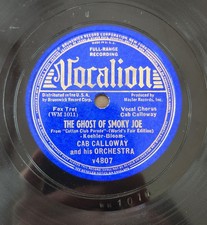 FULL-RANGE
RECORDING
Vocalion
Distributed in U.S.A.
by Brunswick Record Corp.
Produced by
Master Records, Inc.
Fox Trot
(WM 1011)
Vocal Chorus
Cab Calloway
THE GHOST OF SMOKY JOE
From "Cotton Club Parade"-(World's Fair Edition)
-Koehler-Bloom-
CAB CALLOWAY
and his ORCHESTRA
V4807